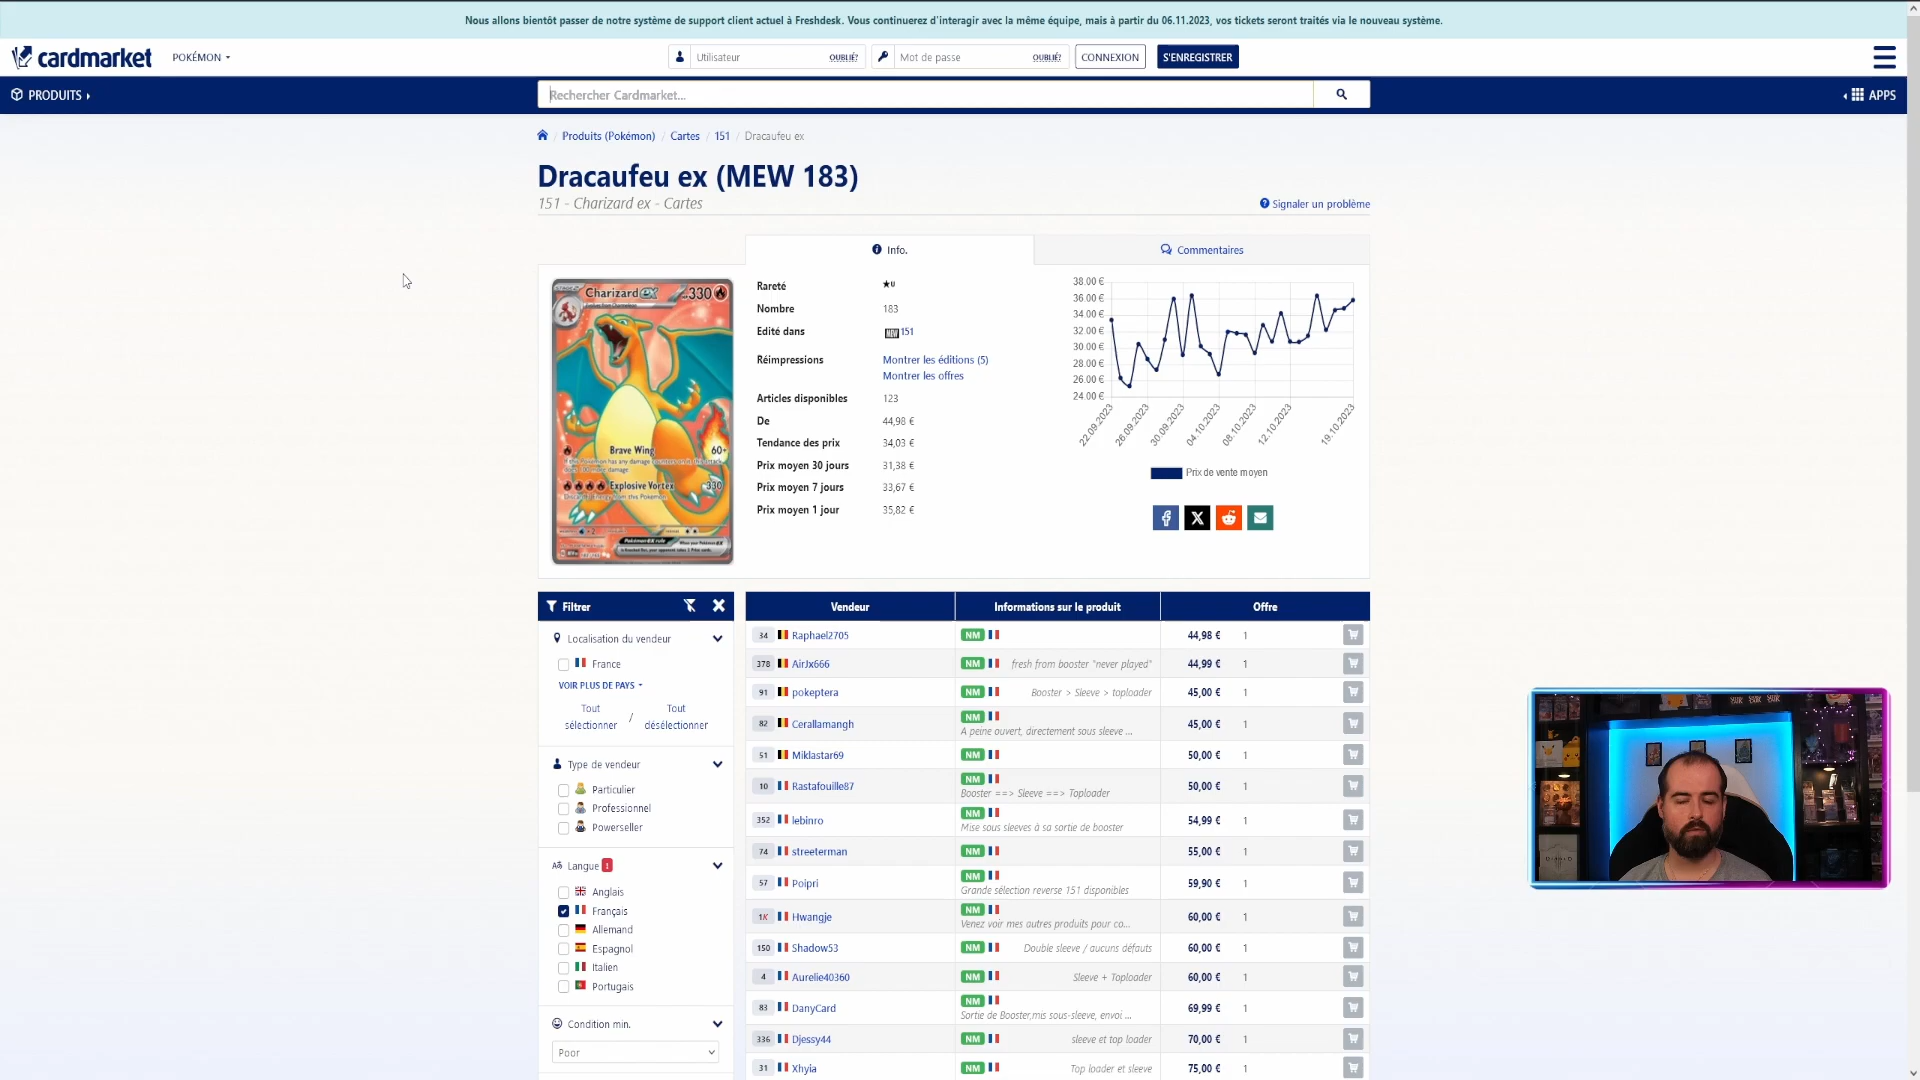 Nous allons bientôt passer de notre système de support client actuel à Freshdesk. Vous continuerez d'interagir avec la même équipe, mais à partir du 06.11.2023, vos tickets seront traités via le nouveau système.
cardmarket
POKÉMON
Utilisateur
OUBLIÉ?
Mot de passe
OUBLIÉ?
CONNEXION
S'ENREGISTRER
PRODUITS
Rechercher Cardmarket...
APPS
Produits (Pokémon) / Cartes / 151 / Dracaufeu ex
Dracaufeu ex (MEW 183)
151 - Charizard ex - Cartes
Signaler un problème
Info.
Commentaires
Charizard ex 330
Brave Wing 60+
Explosive Vortex 330
Rareté
Nombre 183
Edité dans 151
Réimpressions Montrer les éditions (5)
Montrer les offres
Articles disponibles 123
De 44,98 €
Tendance des prix 34,03 €
Prix moyen 30 jours 31,38 €
Prix moyen 7 jours 33,67 €
Prix moyen 1 jour 35,82 €
38.00 €
36.00 €
34.00 €
32.00 €
30.00 €
28.00 €
26.00 €
24.00 €
22.09.2023
26.09.2023
30.09.2023
04.10.2023
08.10.2023
12.10.2023
19.10.2023
Prix de vente moyen
Filtrer
Localisation du vendeur
France
VOIR PLUS DE PAYS
Tout sélectionner / Tout désélectionner
Type de vendeur
Particulier
Professionnel
Powerseller
Langue 1
Anglais
Français
Allemand
Espagnol
Italien
Portugais
Condition min.
Poor
Vendeur Informations sur le produit Offre
34 Raphael2705 NM 44,98 € 1
378 AirJx666 NM fresh from booster "never played" 44,99 € 1
91 pokeptera NM Booster > Sleeve > toploader 45,00 € 1
82 Cerallamangh NM 45,00 € 1
A peine ouvert, directement sous sleeve ...
51 Miklastar69 NM 50,00 € 1
10 Rastafouille87 NM 50,00 € 1
Booster ==> Sleeve ==> Toploader
352 lebinro NM 54,99 € 1
Mise sous sleeves à sa sortie de booster
74 streeterman NM 55,00 € 1
57 Poipri NM 59,90 € 1
Grande sélection reverse 151 disponibles
1K Hwangje NM 60,00 € 1
Venez voir mes autres produits pour co...
150 Shadow53 NM Double sleeve / aucuns défauts 60,00 € 1
4 Aurelie40360 NM Sleeve + Toploader 60,00 € 1
83 DanyCard NM 69,99 € 1
Sortie de Booster,mis sous-sleeve, envoi ...
336 Djessy44 NM sleeve et top loader 70,00 € 1
31 Xhyia NM Top loader et sleeve 75,00 € 1